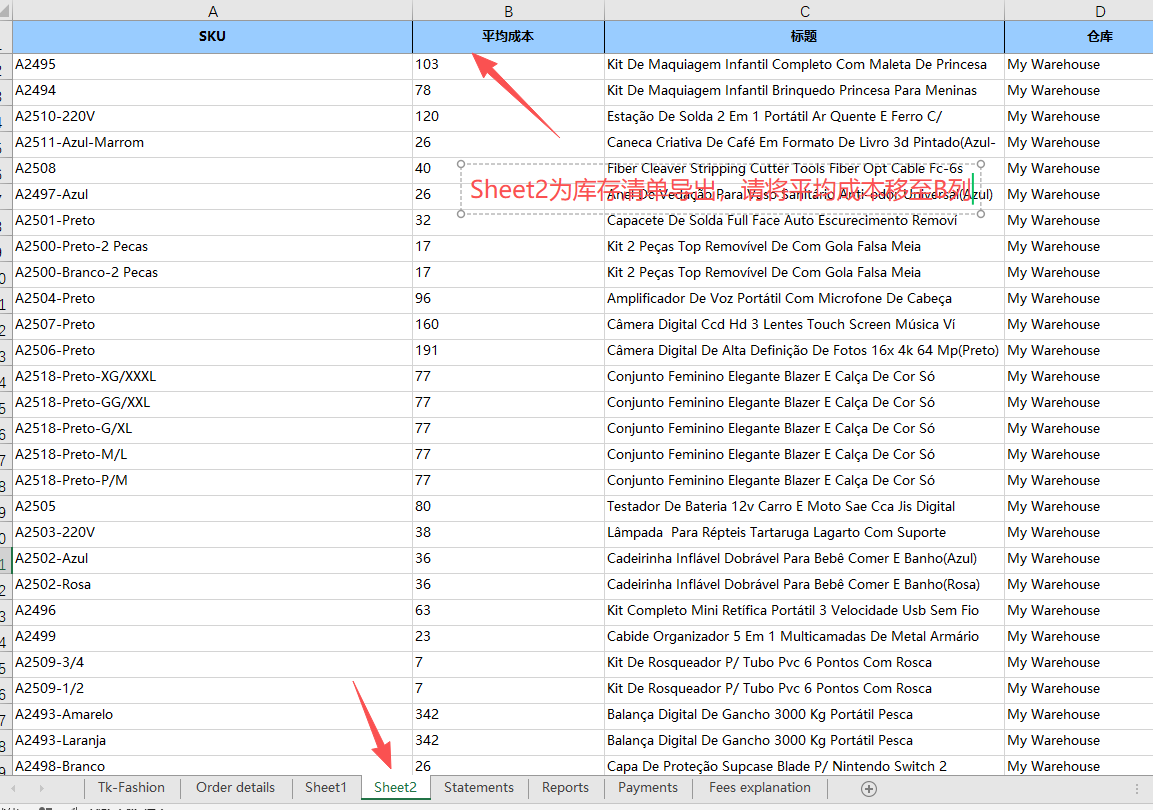 A B C D
SKU 平均成本 标题 仓库
A2495 103 Kit De Maquiagem Infantil Completo Com Maleta De Princesa My Warehouse
A2494 78 Kit De Maquiagem Infantil Brinquedo Princesa Para Meninas My Warehouse
A2510-220V 120 Estação De Solda 2 Em 1 Portátil Ar Quente E Ferro C/ My Warehouse
A2511-Azul-Marrom 26 Caneca Criativa De Café Em Formato De Livro 3d Pintado(Azul- My Warehouse
A2508 40 Fiber Cleaver Stripping Cutter Tools Fiber Opt Cable Fc-6s My Warehouse
Sheet2为库存清单导出，请将平均成本移至B列
A2497-Azul 26 Anel De Vedação Para Vaso Sanitário Anti-odor Universal(Azul) My Warehouse
A2501-Preto 32 Capacete De Solda Full Face Auto Escurecimento Removí My Warehouse
A2500-Preto-2 Pecas 17 Kit 2 Peças Top Removível De Com Gola Falsa Meia My Warehouse
A2500-Branco-2 Pecas 17 Kit 2 Peças Top Removível De Com Gola Falsa Meia My Warehouse
A2504-Preto 96 Amplificador De Voz Portátil Com Microfone De Cabeça My Warehouse
A2507-Preto 160 Câmera Digital Ccd Hd 3 Lentes Touch Screen Música Ví My Warehouse
A2506-Preto 191 Câmera Digital De Alta Definição De Fotos 16x 4k 64 Mp(Preto) My Warehouse
A2518-Preto-XG/XXXL 77 Conjunto Feminino Elegante Blazer E Calça De Cor Só My Warehouse
A2518-Preto-GG/XXL 77 Conjunto Feminino Elegante Blazer E Calça De Cor Só My Warehouse
A2518-Preto-G/XL 77 Conjunto Feminino Elegante Blazer E Calça De Cor Só My Warehouse
A2518-Preto-M/L 77 Conjunto Feminino Elegante Blazer E Calça De Cor Só My Warehouse
A2518-Preto-P/M 77 Conjunto Feminino Elegante Blazer E Calça De Cor Só My Warehouse
A2505 80 Testador De Bateria 12v Carro E Moto Sae Cca Jis Digital My Warehouse
A2503-220V 38 Lâmpada  Para Répteis Tartaruga Lagarto Com Suporte My Warehouse
A2502-Azul 36 Cadeirinha Inflável Dobrável Para Bebê Comer E Banho(Azul) My Warehouse
A2502-Rosa 36 Cadeirinha Inflável Dobrável Para Bebê Comer E Banho(Rosa) My Warehouse
A2496 63 Kit Completo Mini Retífica Portátil 3 Velocidade Usb Sem Fio My Warehouse
A2499 23 Cabide Organizador 5 Em 1 Multicamadas De Metal Armário My Warehouse
A2509-3/4 7 Kit De Rosqueador P/ Tubo Pvc 6 Pontos Com Rosca My Warehouse
A2509-1/2 7 Kit De Rosqueador P/ Tubo Pvc 6 Pontos Com Rosca My Warehouse
A2493-Amarelo 342 Balança Digital De Gancho 3000 Kg Portátil Pesca My Warehouse
A2493-Laranja 342 Balança Digital De Gancho 3000 Kg Portátil Pesca My Warehouse
A2498-Branco 26 Capa De Proteção Supcase Blade P/ Nintendo Switch 2 My Warehouse
Tk-Fashion Order details Sheet1 Sheet2 Statements Reports Payments Fees explanation